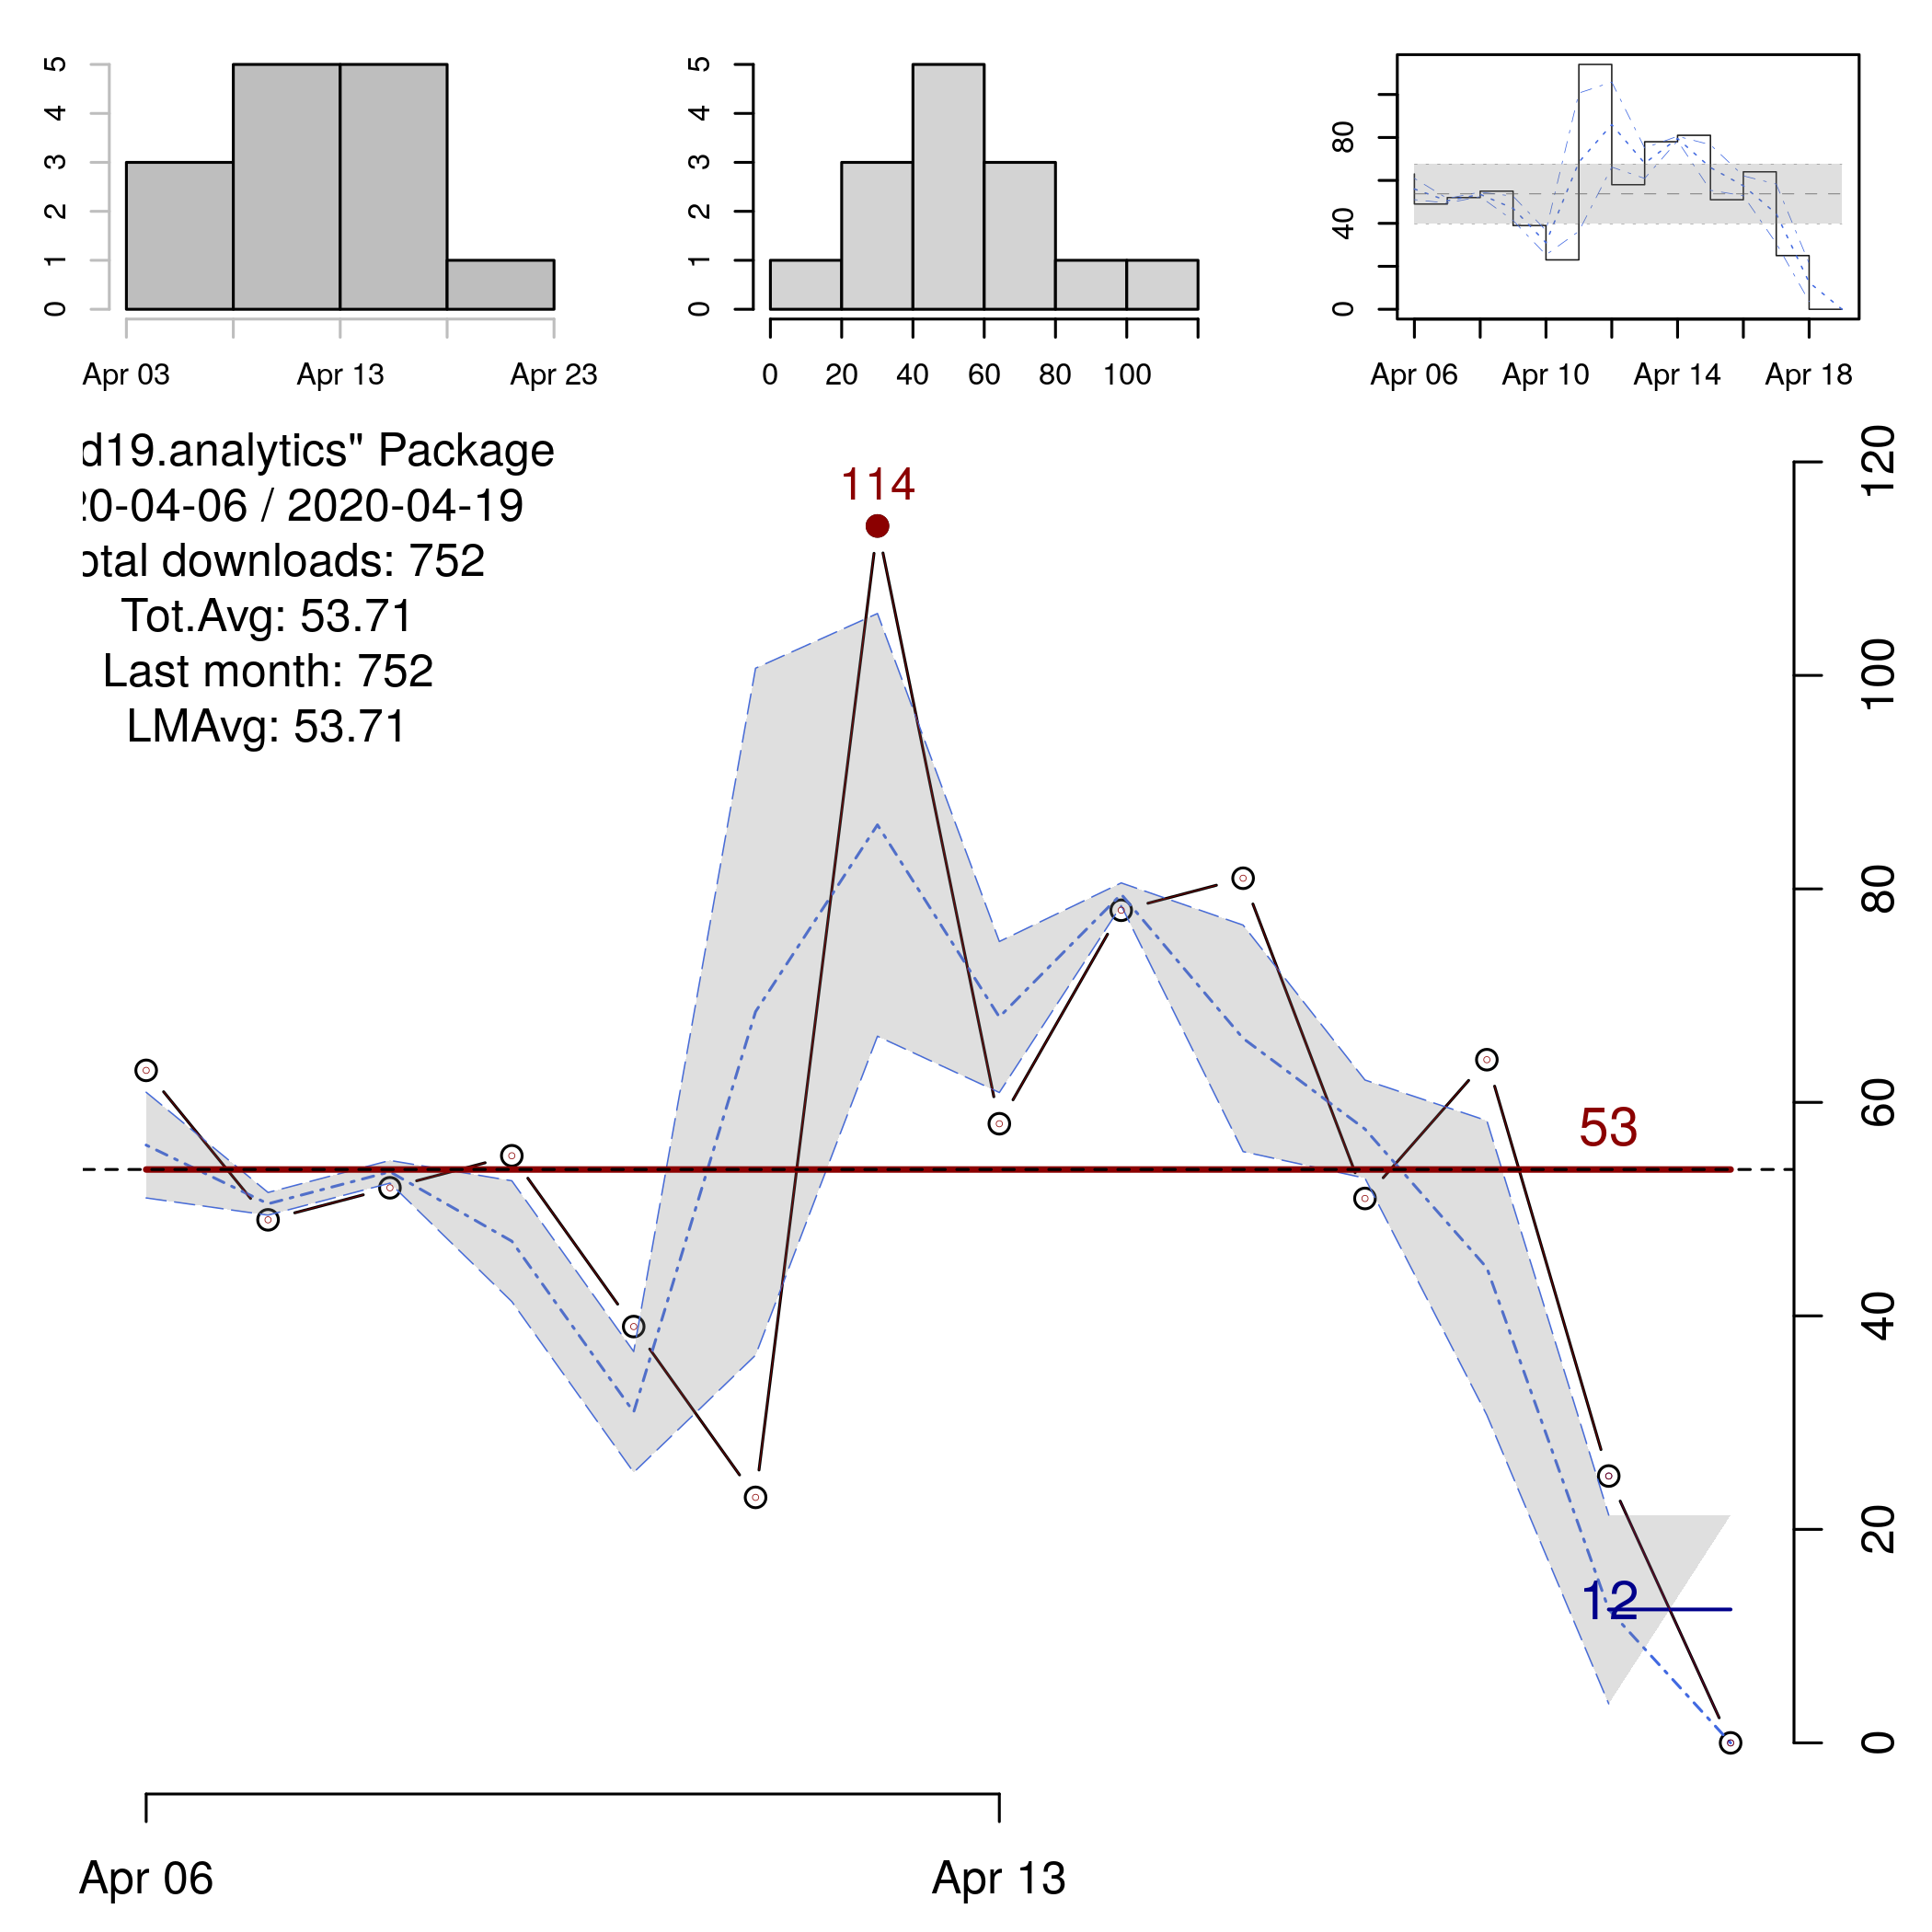 5
4
3
2
1
0
Apr 03 Apr 13 Apr 23
5
4
3
2
1
0
0 20 40 60 80 100
80
40
0
Apr 06 Apr 10 Apr 14 Apr 18
d19.analytics" Package
0-04-06 / 2020-04-19
otal downloads: 752
Tot.Avg: 53.71
Last month: 752
LMAvg: 53.71
114
53
12
120
100
80
60
40
20
0
Apr 06 Apr 13